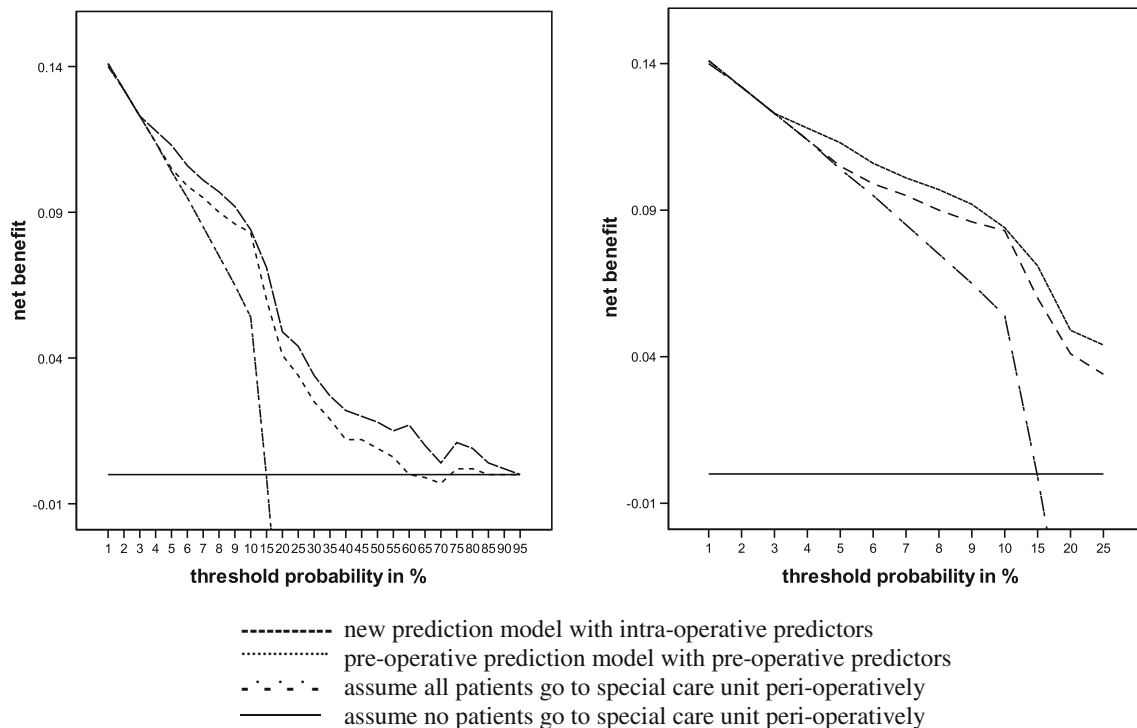 0.14
0.09
0.04
-0.01
net benefit
1 2 3 4 5 6 7 8 9 10 15 20 25 30 35 40 45 50 55 60 65 70 75 80 85 90 95
threshold probability in %
0.14
0.09
0.04
-0.01
net benefit
1 2 3 4 5 6 7 8 9 10 15 20 25
threshold probability in %
new prediction model with intra-operative predictors
pre-operative prediction model with pre-operative predictors
assume all patients go to special care unit peri-operatively
assume no patients go to special care unit peri-operatively